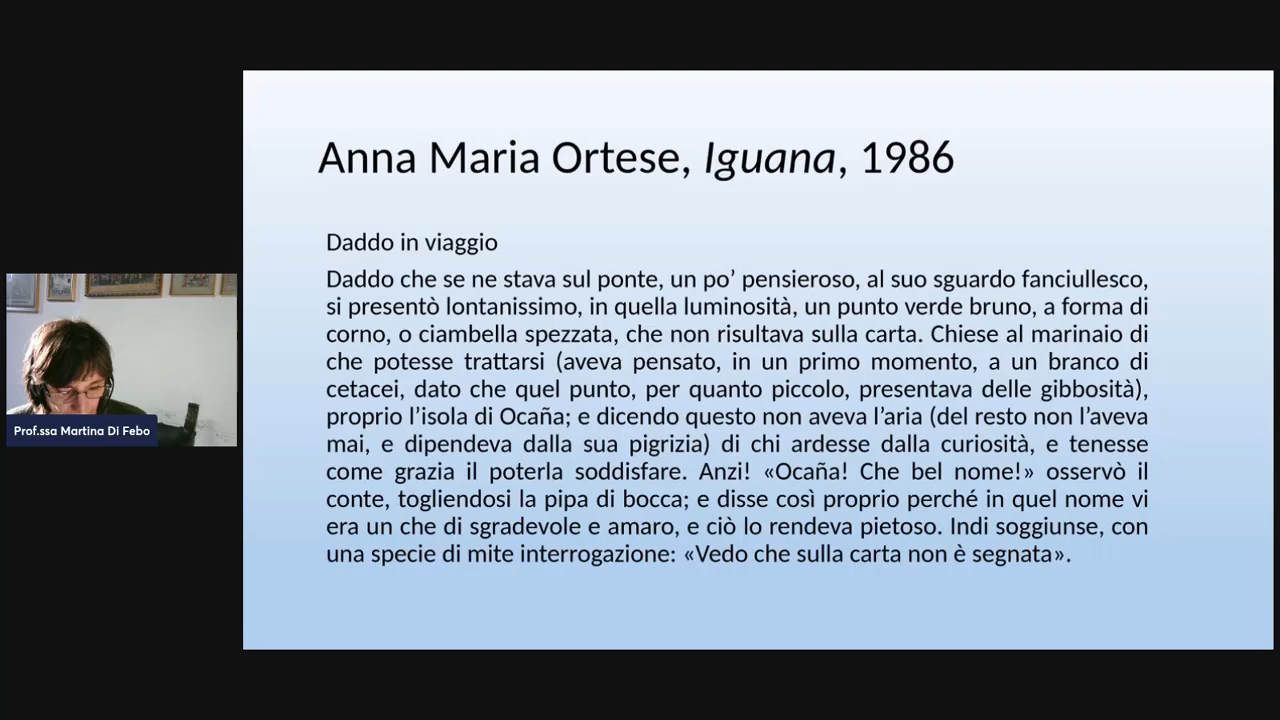 Anna Maria Ortese, Iguana, 1986
Daddo in viaggio
Daddo che se ne stava sul ponte, un po’ pensieroso, al suo sguardo fanciullesco,
si presentò lontanissimo, in quella luminosità, un punto verde bruno, a forma di
corno, o ciambella spezzata, che non risultava sulla carta. Chiese al marinaio di
che potesse trattarsi (aveva pensato, in un primo momento, a un branco di
cetacei, dato che quel punto, per quanto piccolo, presentava delle gibbosità),
proprio l’isola di Ocaña; e dicendo questo non aveva l’aria (del resto non l’aveva
mai, e dipendeva dalla sua pigrizia) di chi ardesse dalla curiosità, e tenesse
come grazia il poterla soddisfare. Anzi! «Ocaña! Che bel nome!» osservò il
conte, togliendosi la pipa di bocca; e disse così proprio perché in quel nome vi
era un che di sgradevole e amaro, e ciò lo rendeva pietoso. Indi soggiunse, con
una specie di mite interrogazione: «Vedo che sulla carta non è segnata».
Prof.ssa Martina Di Febo